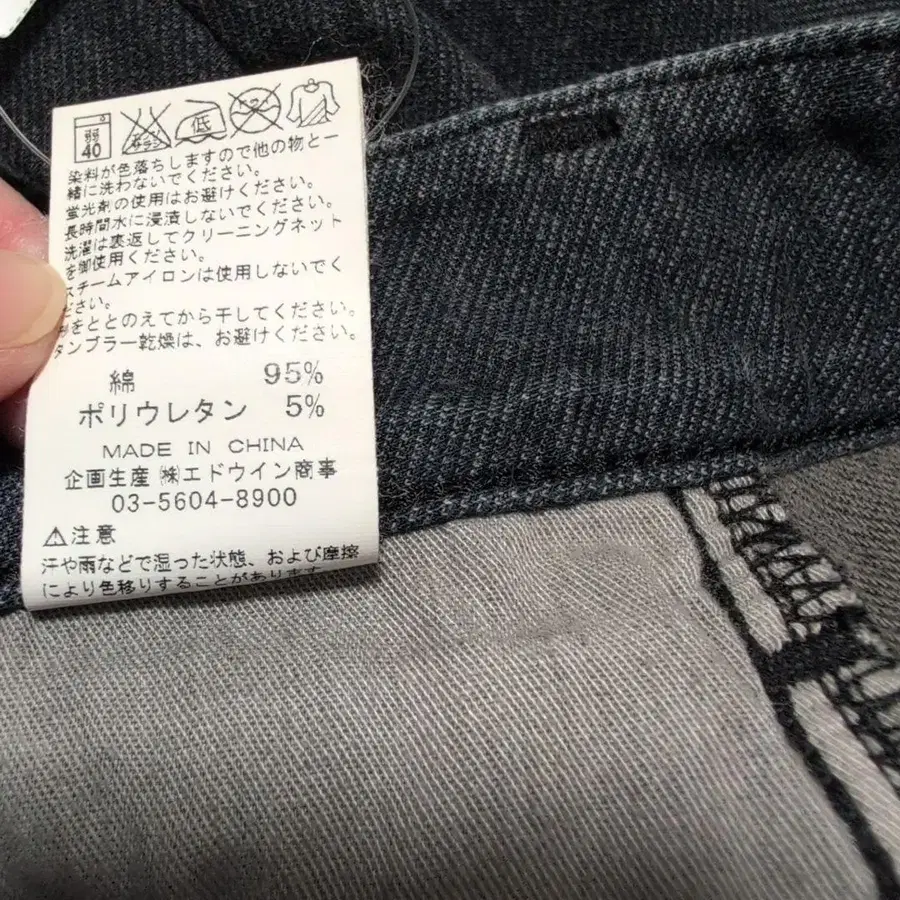 弱
40
低
染料が色落ちしますので他の物と一
緒に洗わないでください。
蛍光剤の使用はお避けください。
長時間水に浸漬しないでください。
洗濯は裏返してクリーニングネット
を御使用ください。
スチームアイロンは使用しないでく
ださい。
形をととのえてから干してください。
タンブラー乾燥は、お避けください。
綿 95%
ポリウレタン 5%
MADE IN CHINA
企画生産 ㈱エドウイン商事
03-5604-8900
⚠注意
汗や雨などで湿った状態、および摩擦
により色移りすることがあります